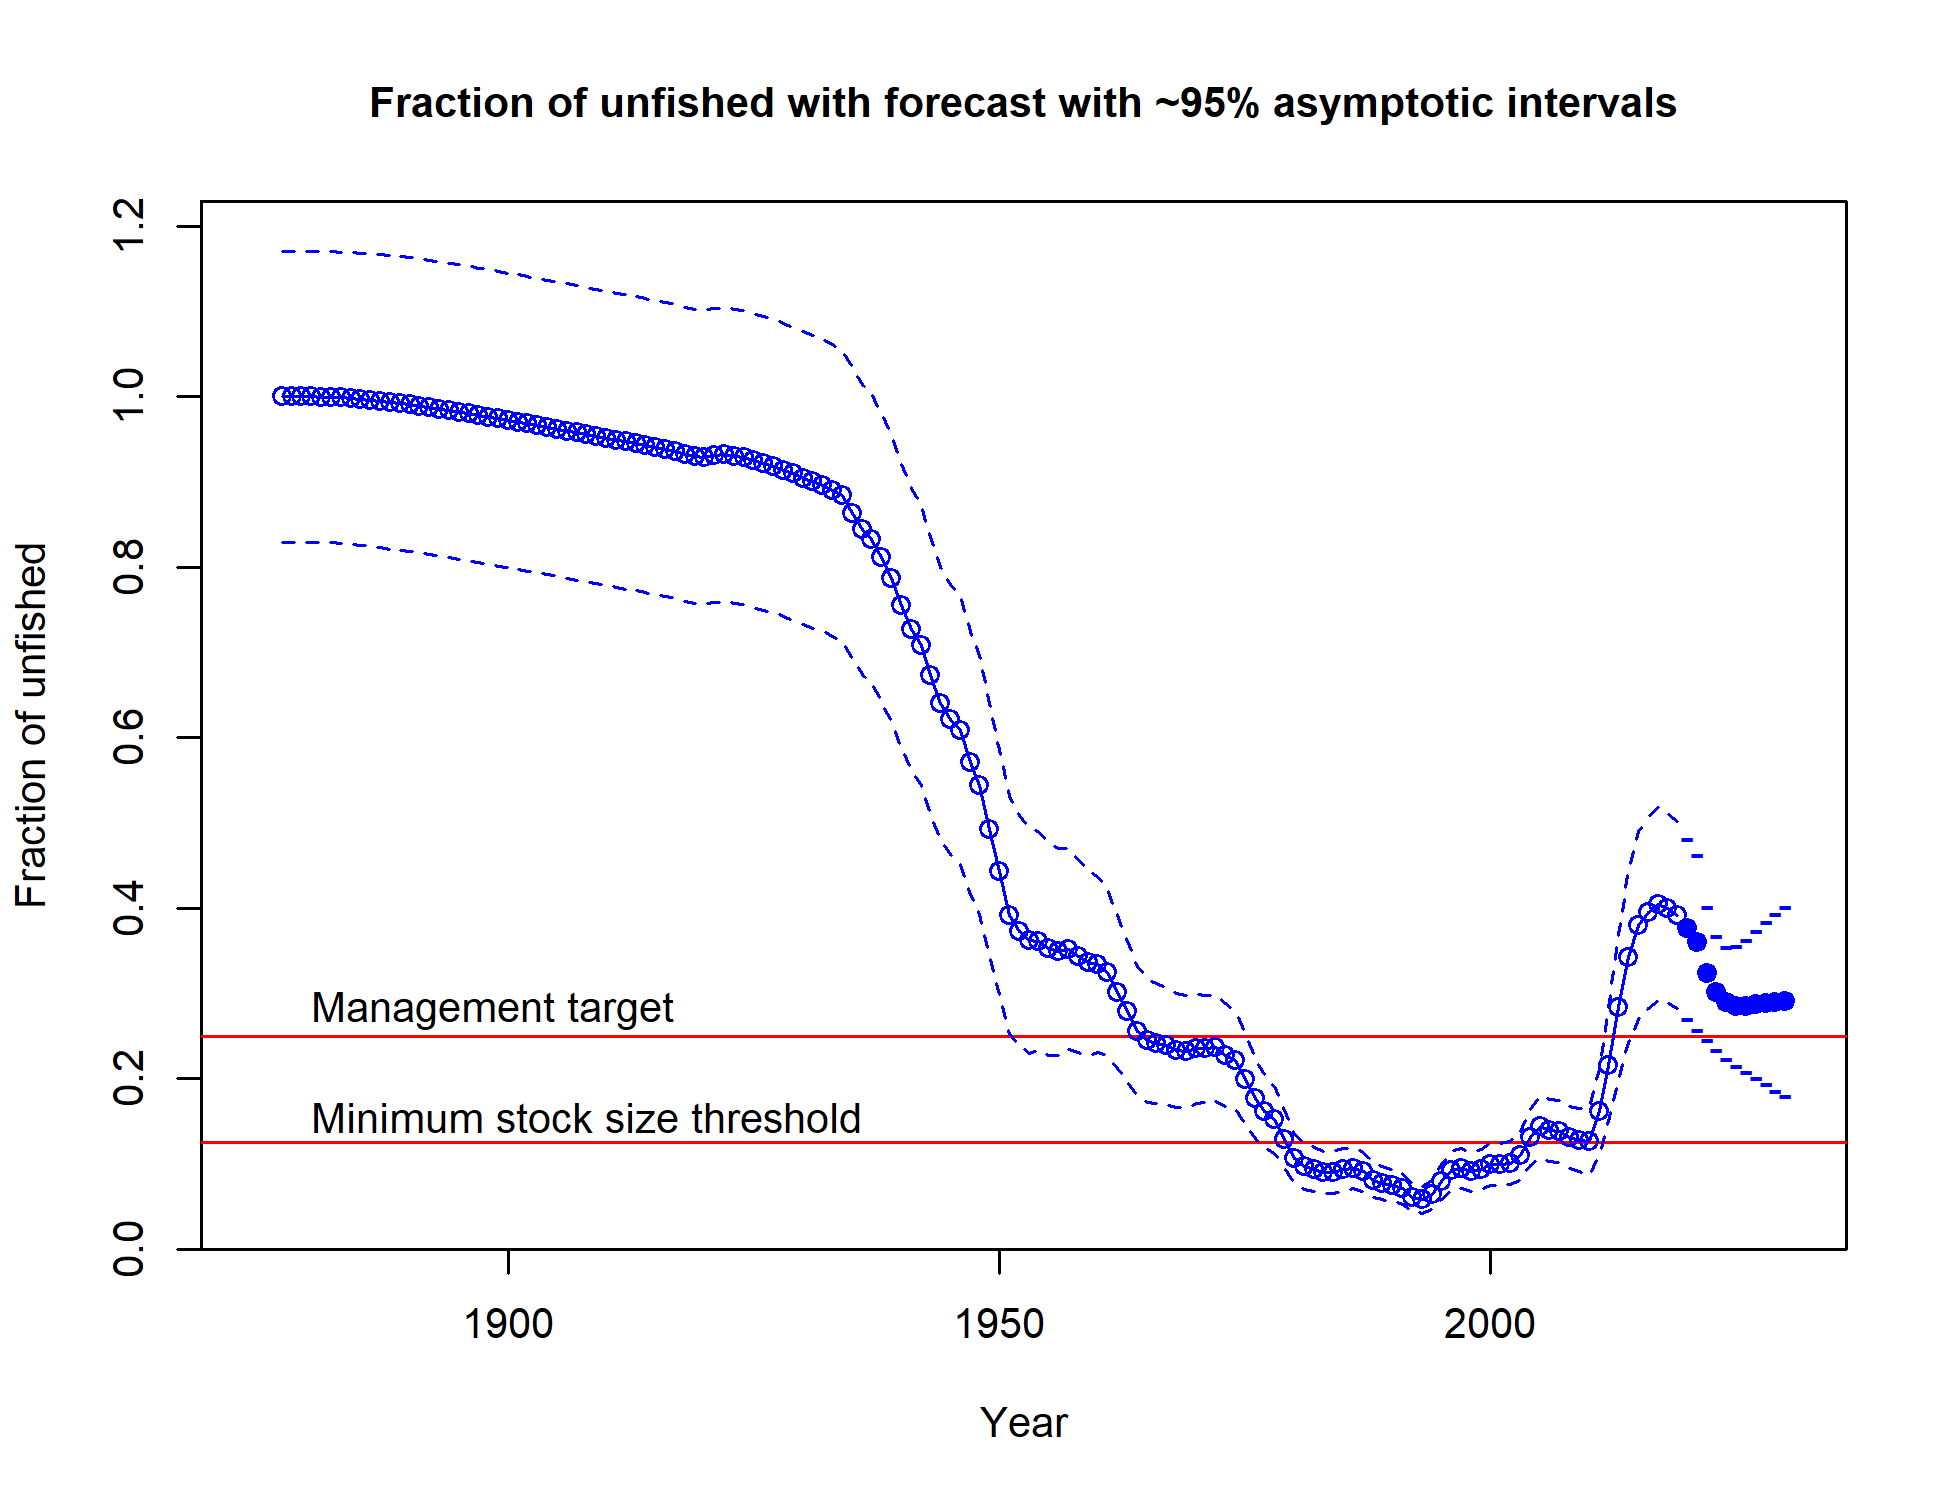 Fraction of unfished with forecast with ~95% asymptotic intervals
Fraction of unfished
1.2
1.0
0.8
0.6
0.4
0.2
0.0
Management target
Minimum stock size threshold
1900
1950
2000
Year